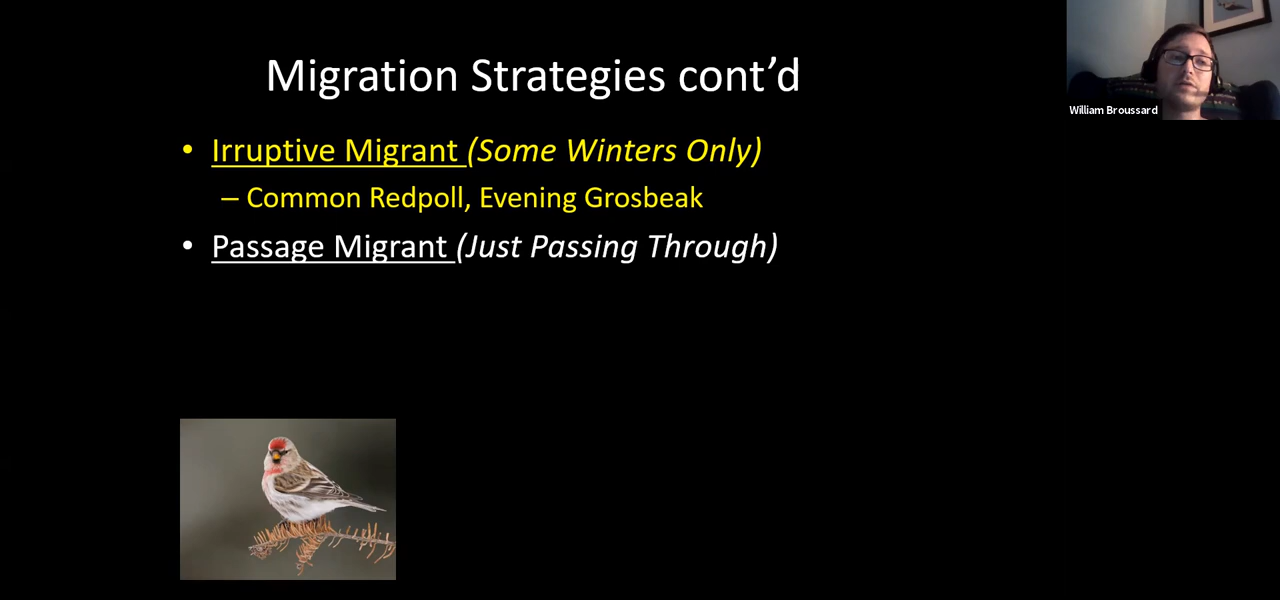 Migration Strategies cont’d
William Broussard
• Irruptive Migrant (Some Winters Only)
– Common Redpoll, Evening Grosbeak
• Passage Migrant (Just Passing Through)